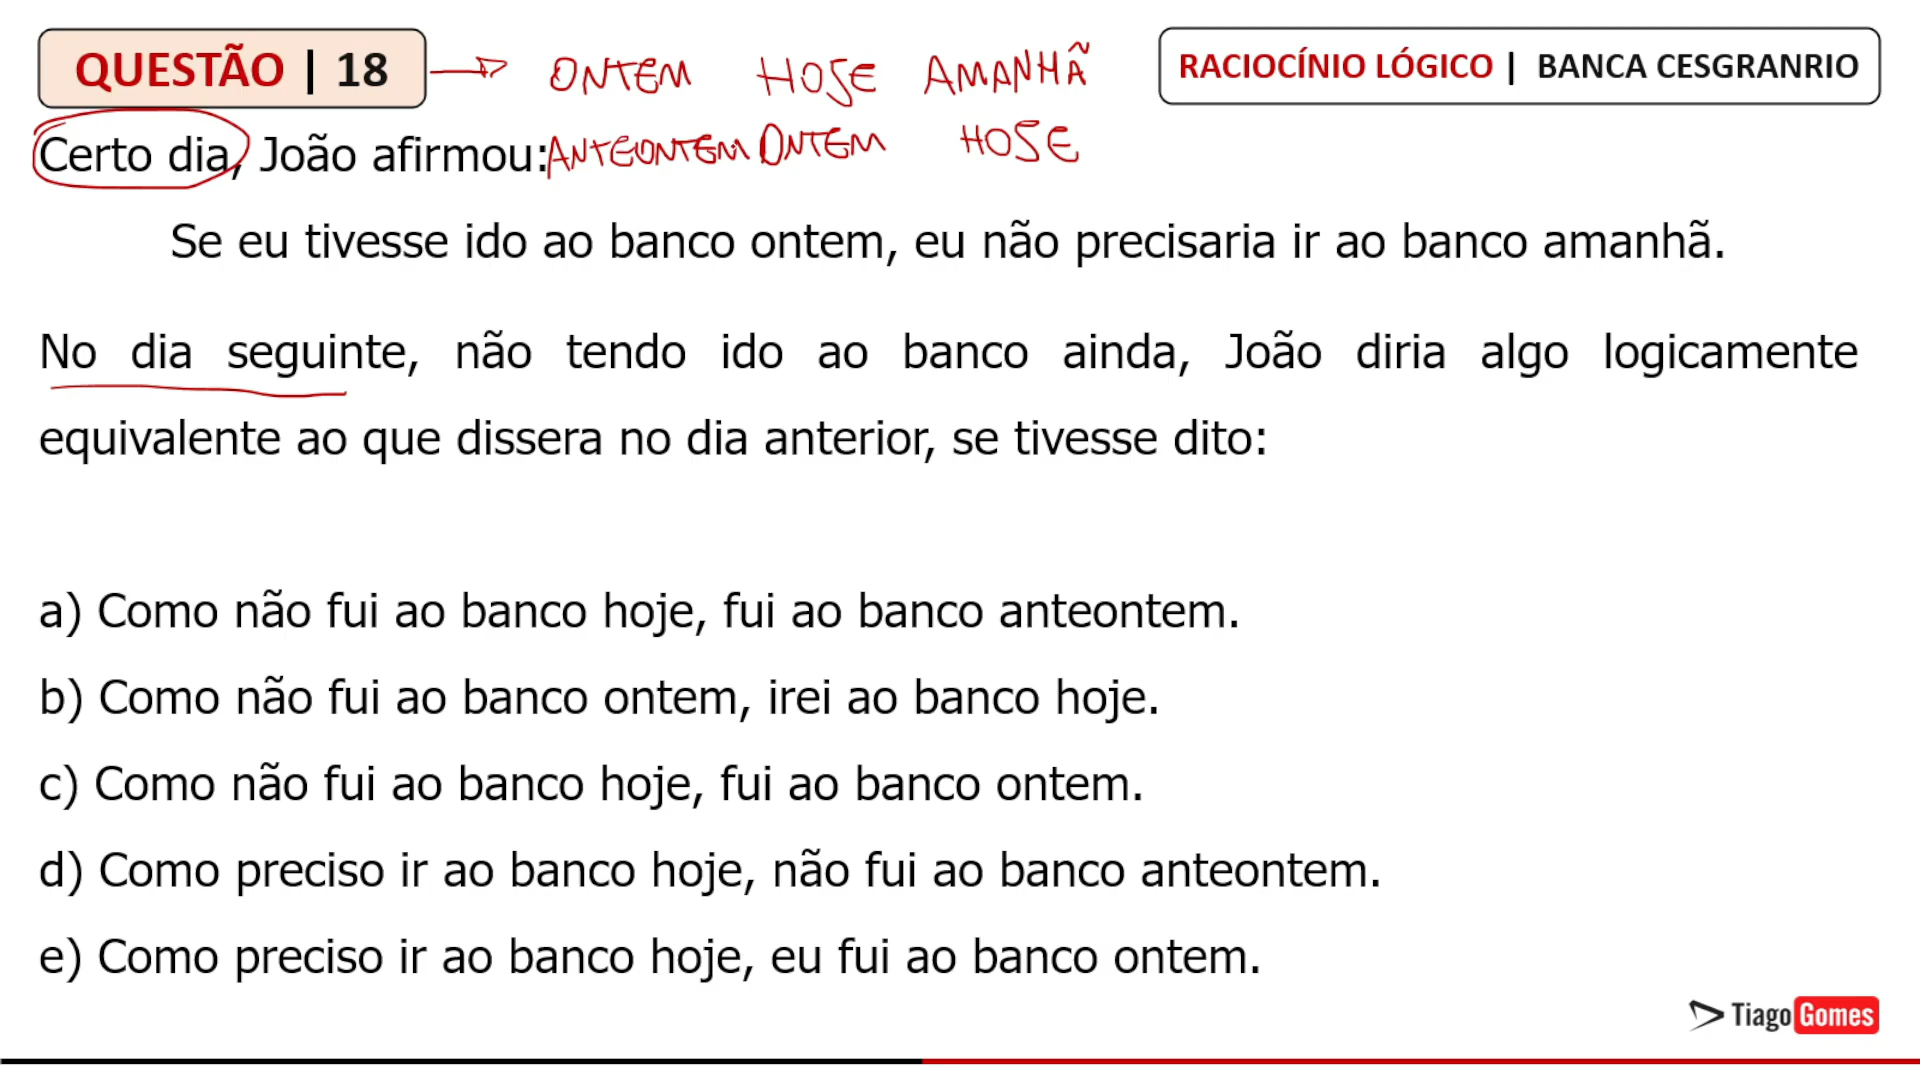 QUESTÃO | 18
ONTEM HOJE AMANHÃ
RACIOCÍNIO LÓGICO | BANCA CESGRANRIO
Certo dia, João afirmou:
ANTEONTEM ONTEM HOJE
Se eu tivesse ido ao banco ontem, eu não precisaria ir ao banco amanhã.
No dia seguinte, não tendo ido ao banco ainda, João diria algo logicamente
equivalente ao que dissera no dia anterior, se tivesse dito:
a) Como não fui ao banco hoje, fui ao banco anteontem.
b) Como não fui ao banco ontem, irei ao banco hoje.
c) Como não fui ao banco hoje, fui ao banco ontem.
d) Como preciso ir ao banco hoje, não fui ao banco anteontem.
e) Como preciso ir ao banco hoje, eu fui ao banco ontem.
Tiago Gomes